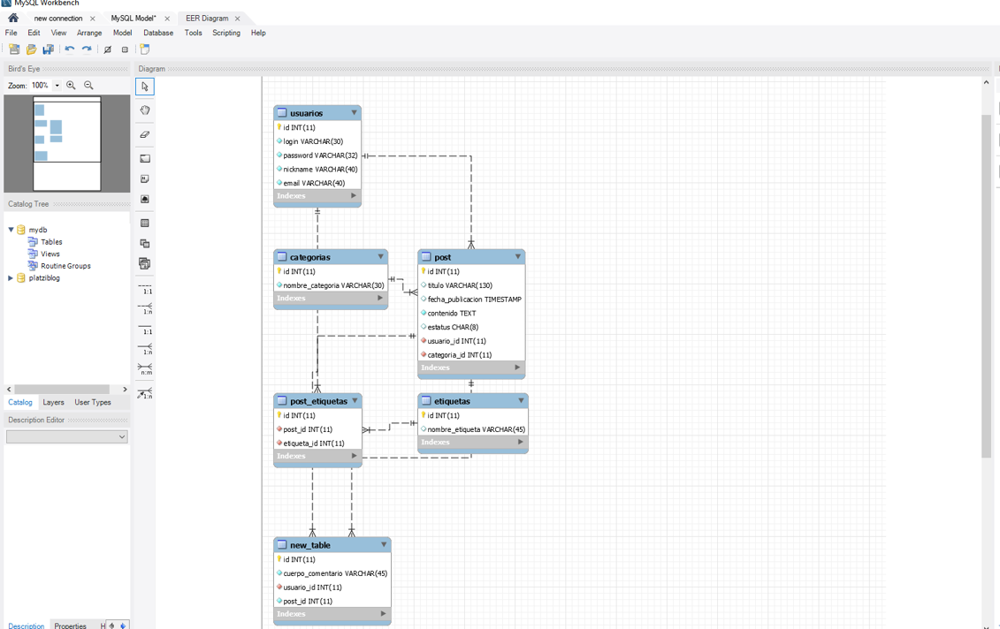 MySQL Workbench
new connection
MySQL Model*
EER Diagram
File Edit View Arrange Model Database Tools Scripting Help
Bird's Eye
Diagram
Zoom: 100%
usuarios
id INT(11)
login VARCHAR(30)
password VARCHAR(32)
nickname VARCHAR(40)
email VARCHAR(40)
Indexes
Catalog Tree
mydb
Tables
Views
Routine Groups
platziblog
categorias
id INT(11)
nombre_categoria VARCHAR(30)
Indexes
post
id INT(11)
titulo VARCHAR(130)
fecha_publicacion TIMESTAMP
contenido TEXT
estatus CHAR(8)
usuario_id INT(11)
categoria_id INT(11)
Indexes
1:1
1:n
1:1
1:n
n:m
1:n
Catalog Layers User Types
Description Editor
post_etiquetas
id INT(11)
post_id INT(11)
etiqueta_id INT(11)
Indexes
etiquetas
id INT(11)
nombre_etiqueta VARCHAR(45)
Indexes
new_table
id INT(11)
cuerpo_comentario VARCHAR(45)
usuario_id INT(11)
post_id INT(11)
Indexes
Description Properties H